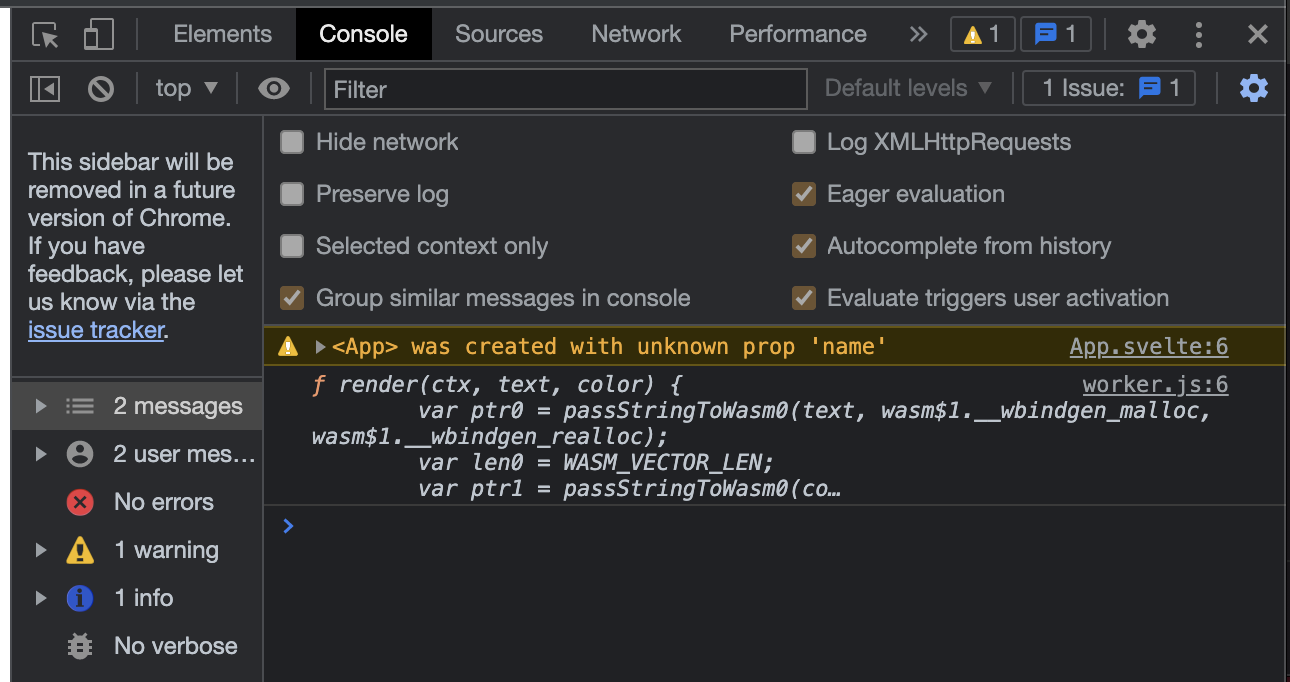 Elements Console Sources Network Performance » 1 1
top Filter Default levels 1 Issue: 1
This sidebar will be
removed in a future
version of Chrome.
If you have
feedback, please let
us know via the
issue tracker.
2 messages
2 user mes…
No errors
1 warning
1 info
No verbose
Hide network Log XMLHttpRequests
Preserve log Eager evaluation
Selected context only Autocomplete from history
Group similar messages in console Evaluate triggers user activation
<App> was created with unknown prop 'name' App.svelte:6
ƒ render(ctx, text, color) { worker.js:6
var ptr0 = passStringToWasm0(text, wasm$1.__wbindgen_malloc,
wasm$1.__wbindgen_realloc);
var len0 = WASM_VECTOR_LEN;
var ptr1 = passStringToWasm0(co…